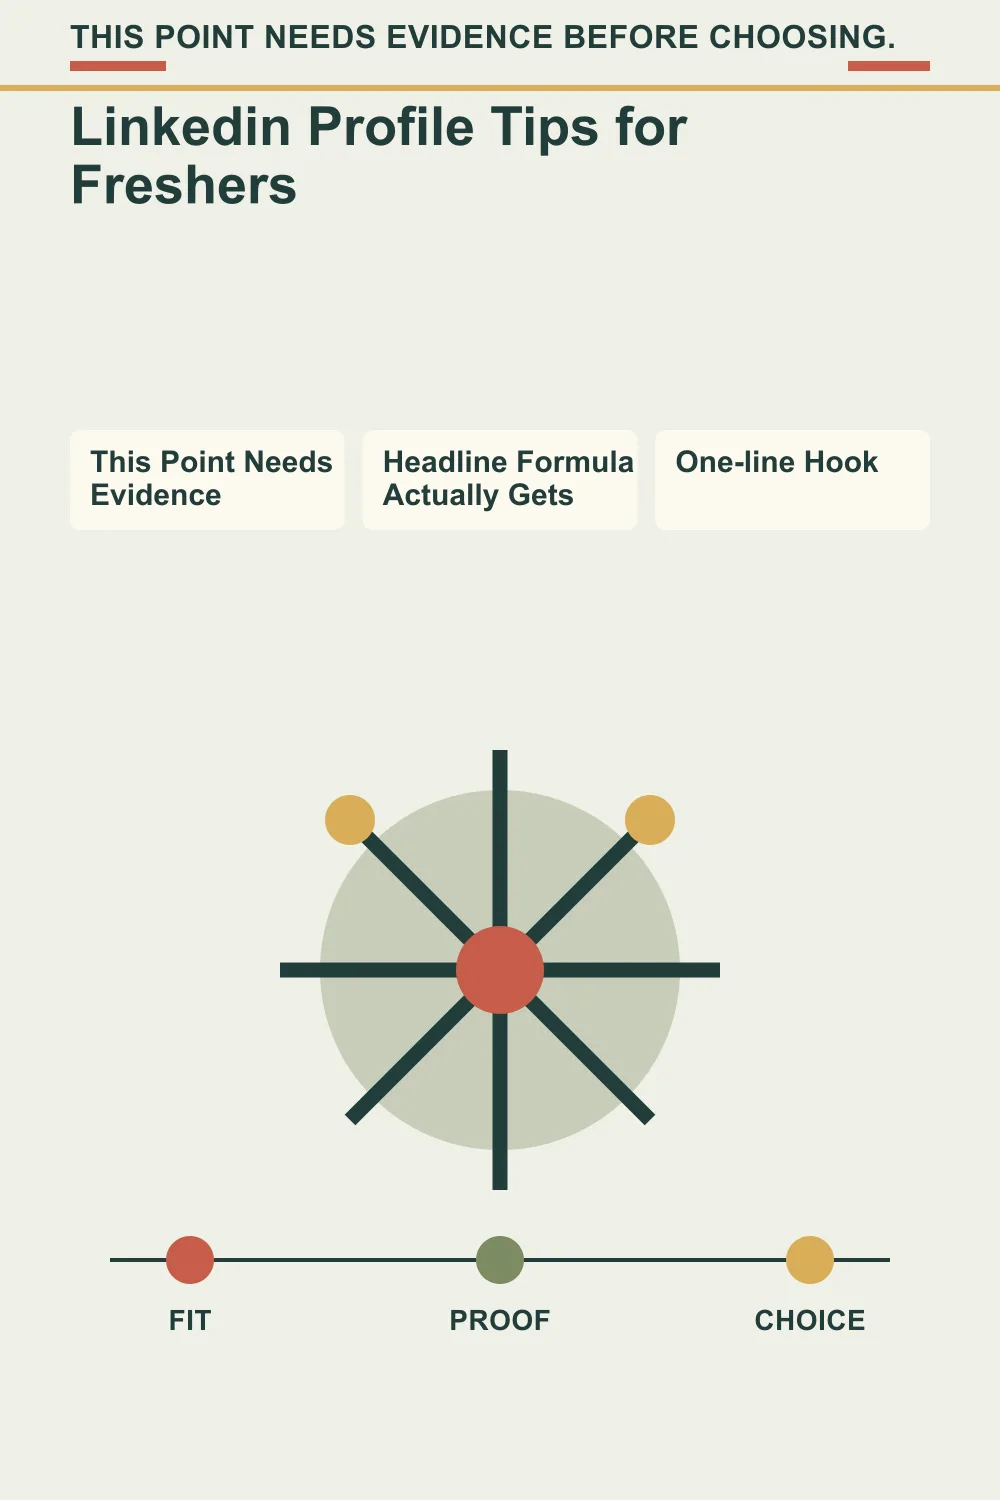 THIS POINT NEEDS EVIDENCE BEFORE CHOOSING.
Linkedin Profile Tips for
Freshers
This Point Needs
Evidence
Headline Formula
Actually Gets
One-line Hook
FIT
PROOF
CHOICE